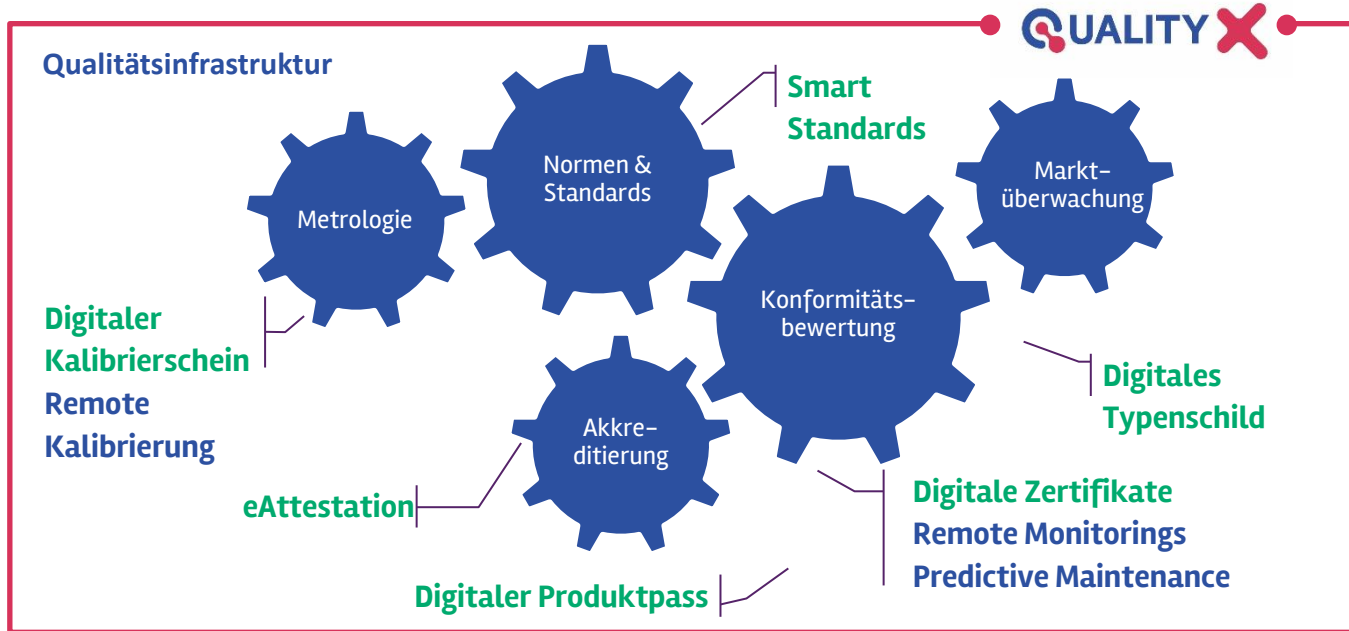 QUALITY X
Qualitätsinfrastruktur
Smart
Standards
Normen &
Standards
Markt-
überwachung
Metrologie
Konformitäts-
bewertung
Digitaler
Kalibrierschein
Remote
Kalibrierung
Digitales
Typenschild
Akkre-
ditierung
eAttestation
Digitale Zertifikate
Remote Monitorings
Predictive Maintenance
Digitaler Produktpass